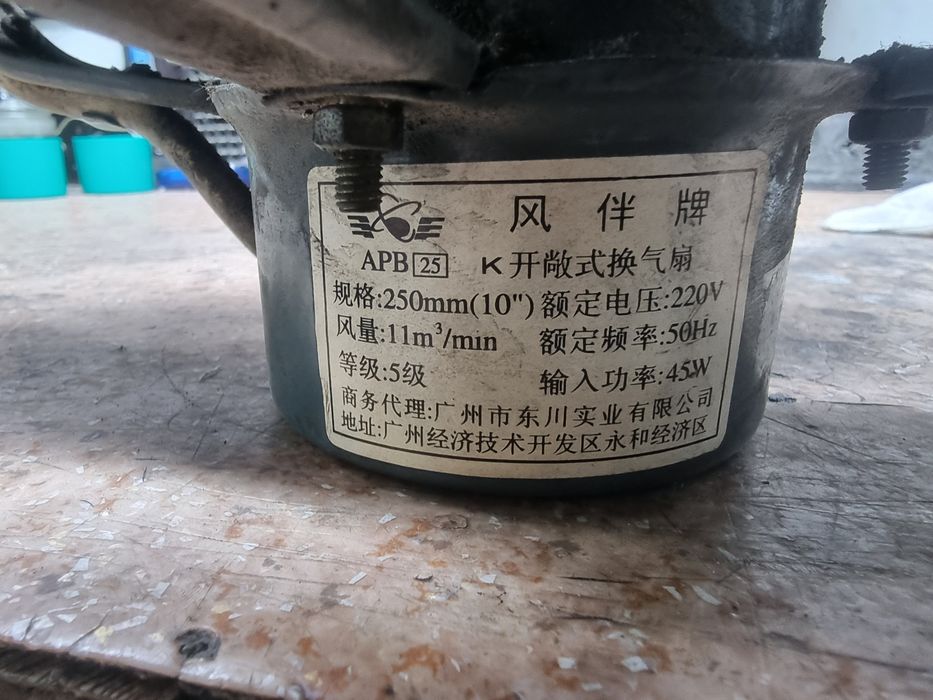 风伴牌
APB 25 K 开敞式换气扇
规格:250mm(10") 额定电压:220V
风量:11m³/min 额定频率:50Hz
等级:5级 输入功率:45W
商务代理:广州市东川实业有限公司
地址:广州经济技术开发区永和经济区